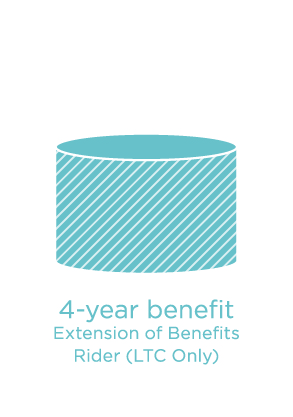 4-year benefit
Extension of Benefits
Rider (LTC Only)